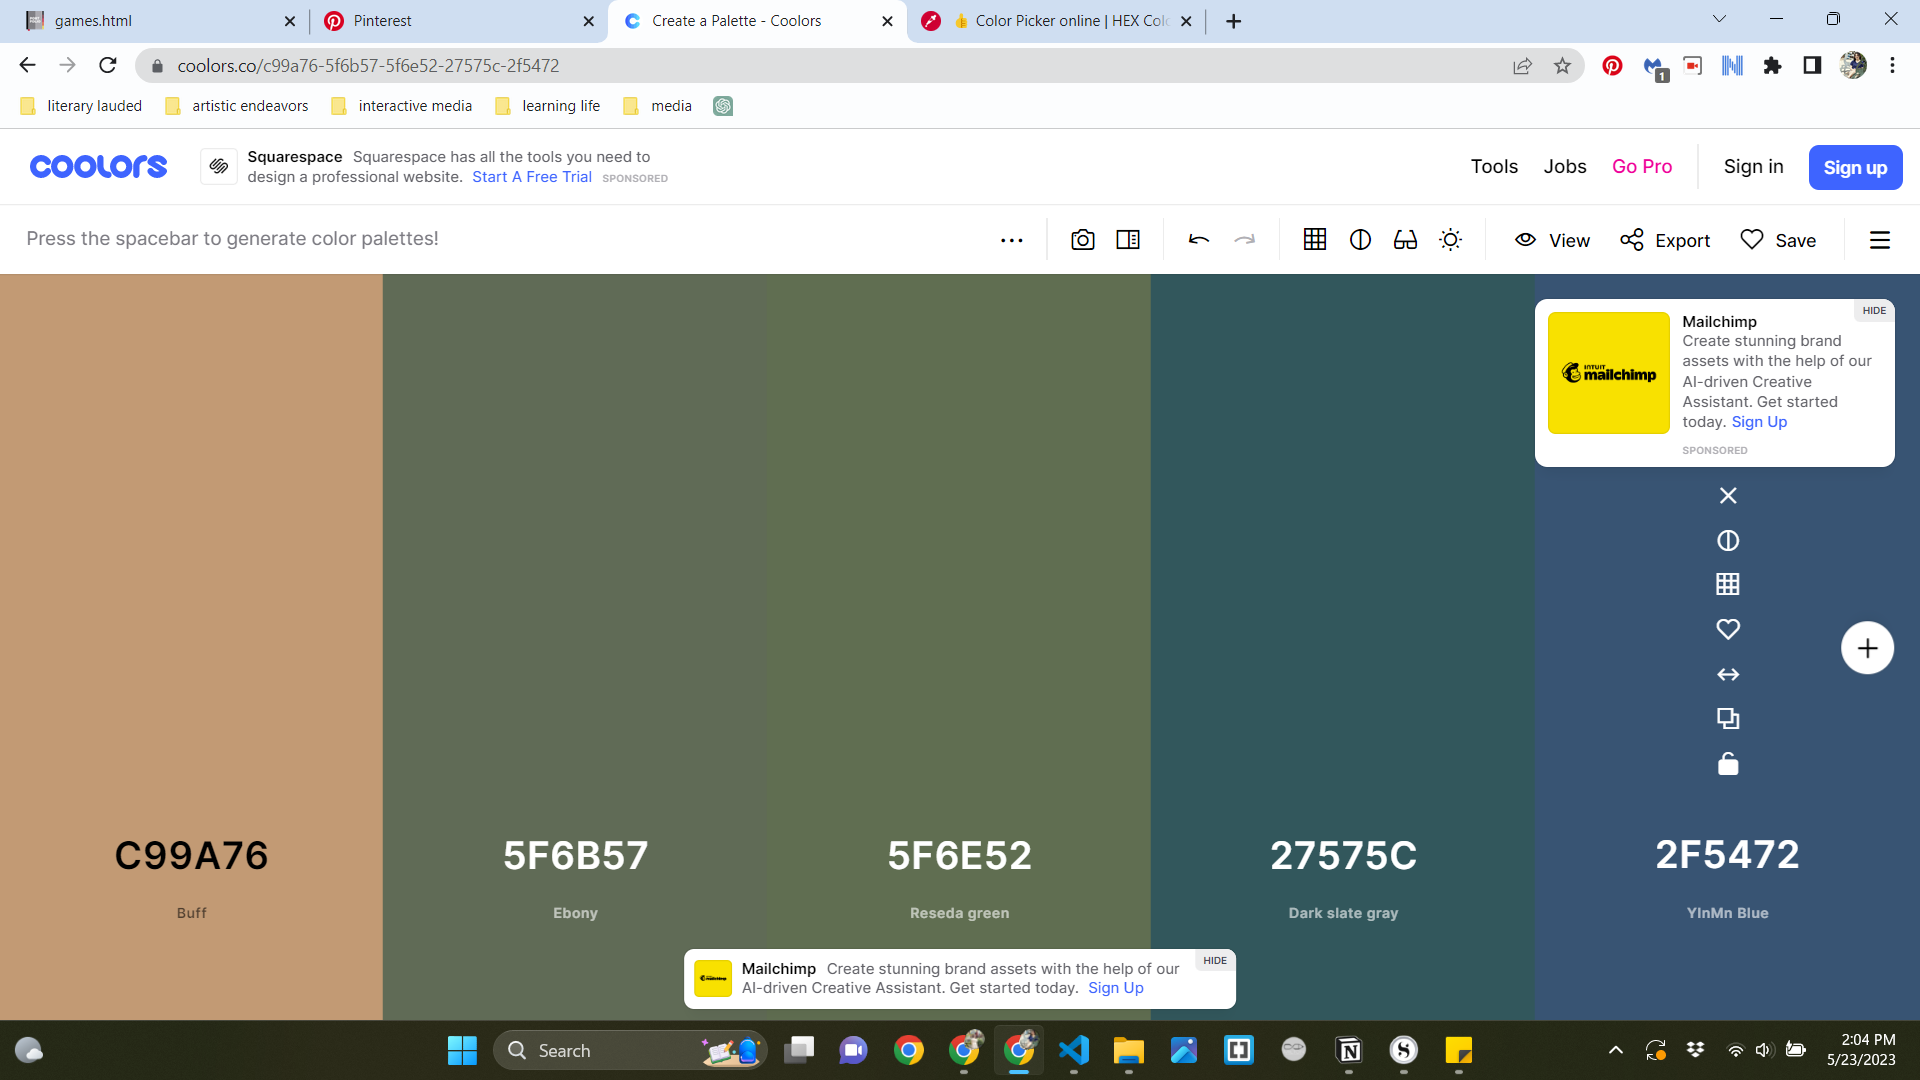 games.html
Pinterest
Create a Palette - Coolors
Color Picker online | HEX Colo
coolors.co/c99a76-5f6b57-5f6e52-27575c-2f5472
1
literary lauded
artistic endeavors
interactive media
learning life
media
coolors
Squarespace Squarespace has all the tools you need to
design a professional website. Start A Free Trial SPONSORED
Tools
Jobs
Go Pro
Sign in
Sign up
Press the spacebar to generate color palettes!
View
Export
Save
HIDE
Mailchimp
Create stunning brand
assets with the help of our
AI-driven Creative
Assistant. Get started
today. Sign Up
SPONSORED
INTUIT
mailchimp
C99A76
Buff
5F6B57
Ebony
5F6E52
Reseda green
27575C
Dark slate gray
2F5472
YInMn Blue
HIDE
Mailchimp Create stunning brand assets with the help of our
AI-driven Creative Assistant. Get started today. Sign Up
Search
2:04 PM
5/23/2023